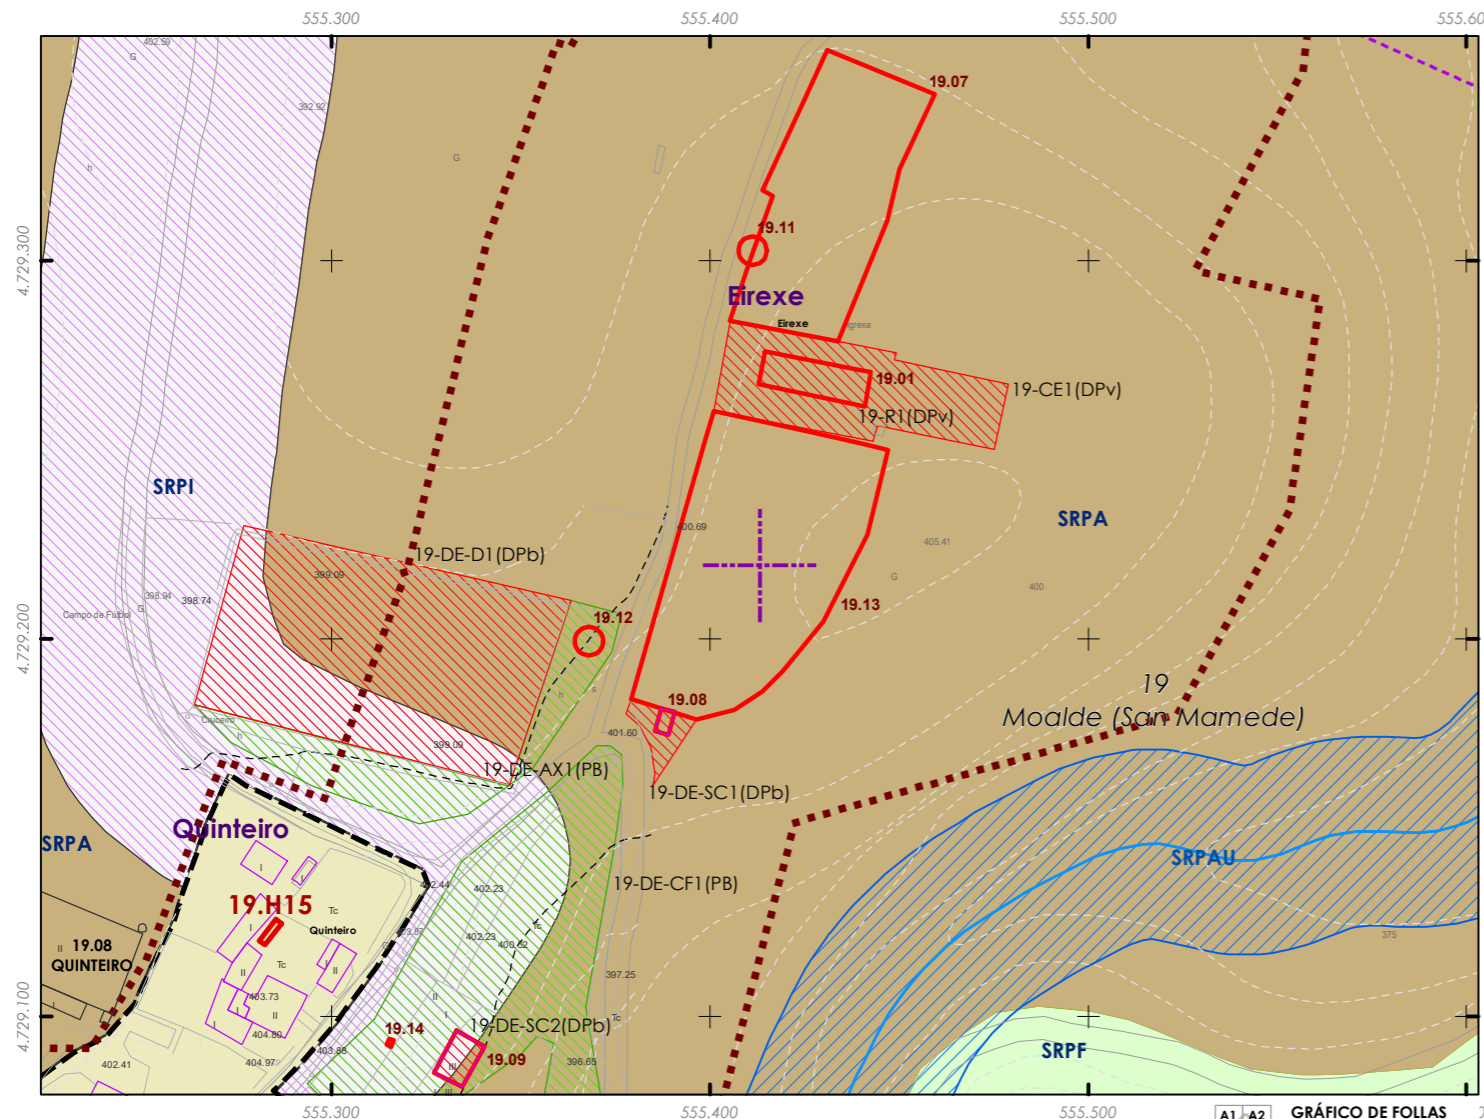 555.300
555.400
555.500
555.60
402.59
G
392.92
h
G
19.07
19.11
4.729.300
Eirexe
Eirexe
igrexa
19.01
19-CE1(DPv)
19-R1(DPv)
SRPI
SRPA
400.69
405.41
G
400
19-DE-D1(DPb)
399.09
398.94
398.74
G
Campo de Fútbol
19.12
19.13
4.729.200
h
s
19.08
19
Moalde (San Mamede)
Cruceiro
h
399.09
401.60
19-DE-AX1(PB)
19-DE-SC1(DPb)
Quinteiro
SRPA
SRPAU
402.44
402.23
19-DE-CF1(PB)
19.H15
Tc
Quinteiro
403.87
402.23
400.62
Tc
II
19.08
QUINTEIRO
375
Tc
397.25
403.73
404.80
404.97
403.88
402.41
4.729.100
19.14
19-DE-SC2(DPb)
Tc
19.09
III
396.65
SRPF
555.300
555.400
555.500
A1
A2
GRÁFICO DE FOLLAS